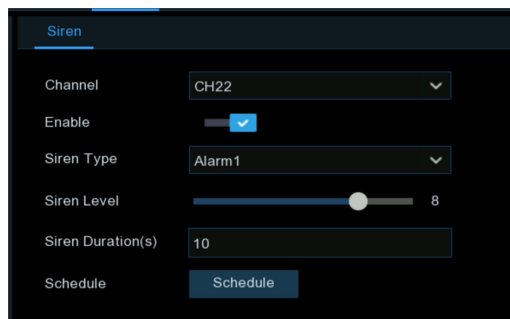 Siren
Channel CH22
Enable
Siren Type Alarm1
Siren Level 8
Siren Duration(s) 10
Schedule Schedule